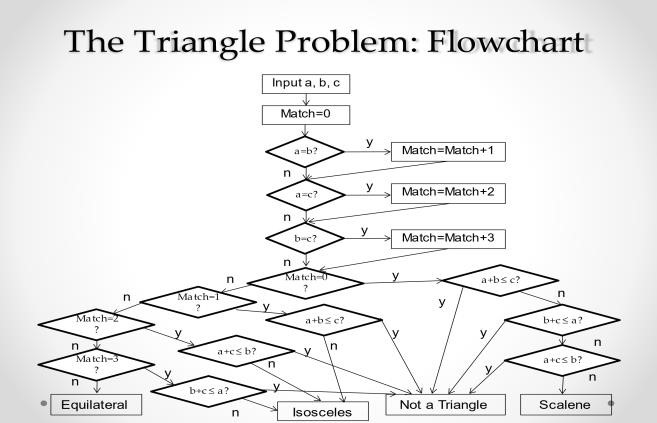 The Triangle Problem: Flowchart
Input a, b, c
Match=0
a=b?
y
Match=Match+1
n
a=c?
y
Match=Match+2
n
b=c?
y
Match=Match+3
n
Match=0
?
n
y
a+b≤ c?
n
y
Match=1
?
n
y
a+b≤ c?
y
n
b+c≤ a?
y
n
Match=2
?
y
n
a+c≤ b?
y
n
a+c≤ b?
y
n
Match=3
?
y
n
b+c≤ a?
y
n
Equilateral
Isosceles
Not a Triangle
Scalene